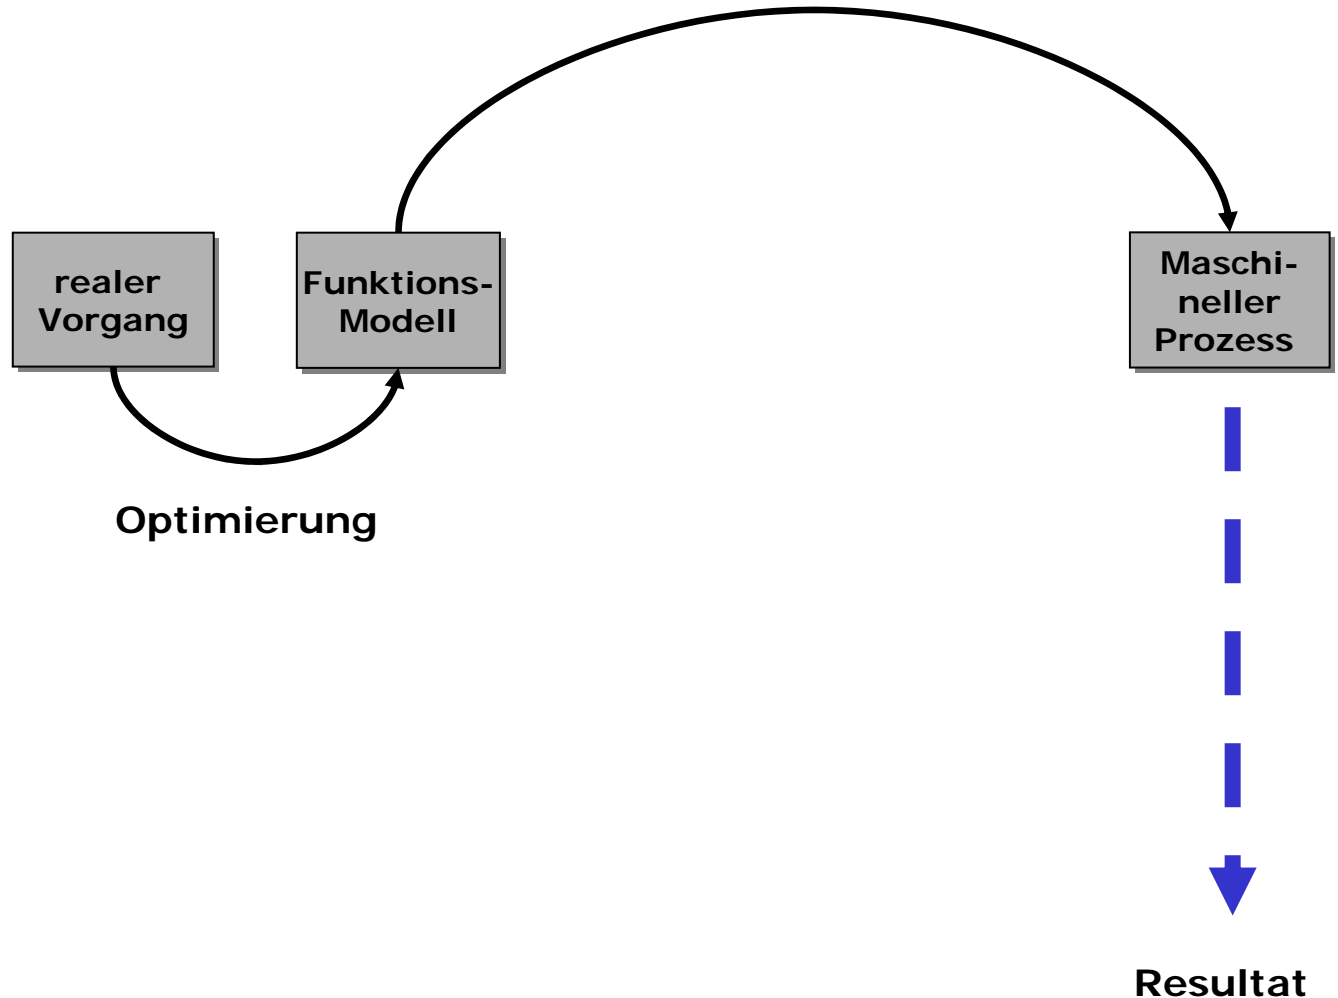 realer
Vorgang
Funktions-
Modell
Maschi-
neller
Prozess
Optimierung
Resultat